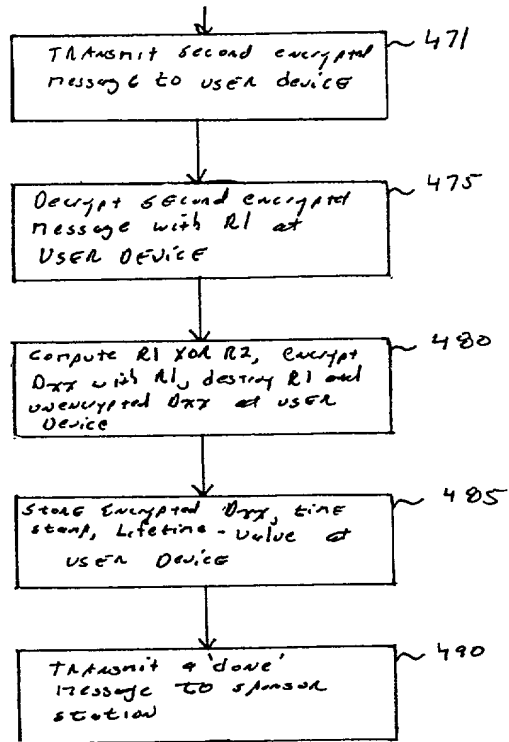 TRANSMIT second encrypted
471
message to USER device
Decrypt second encrypted
475
message with R1 at
USER DEVICE
compute R1 XOR R2, encrypt
480
Dxx with R1, destroy R1 and
unencrypted Dxx at USER
Device
STORE Encrypted Dxx, time
485
stamp, Lifetime - value at
USER DEVICE
TRANSMIT a 'done'
490
message to sponsor
station